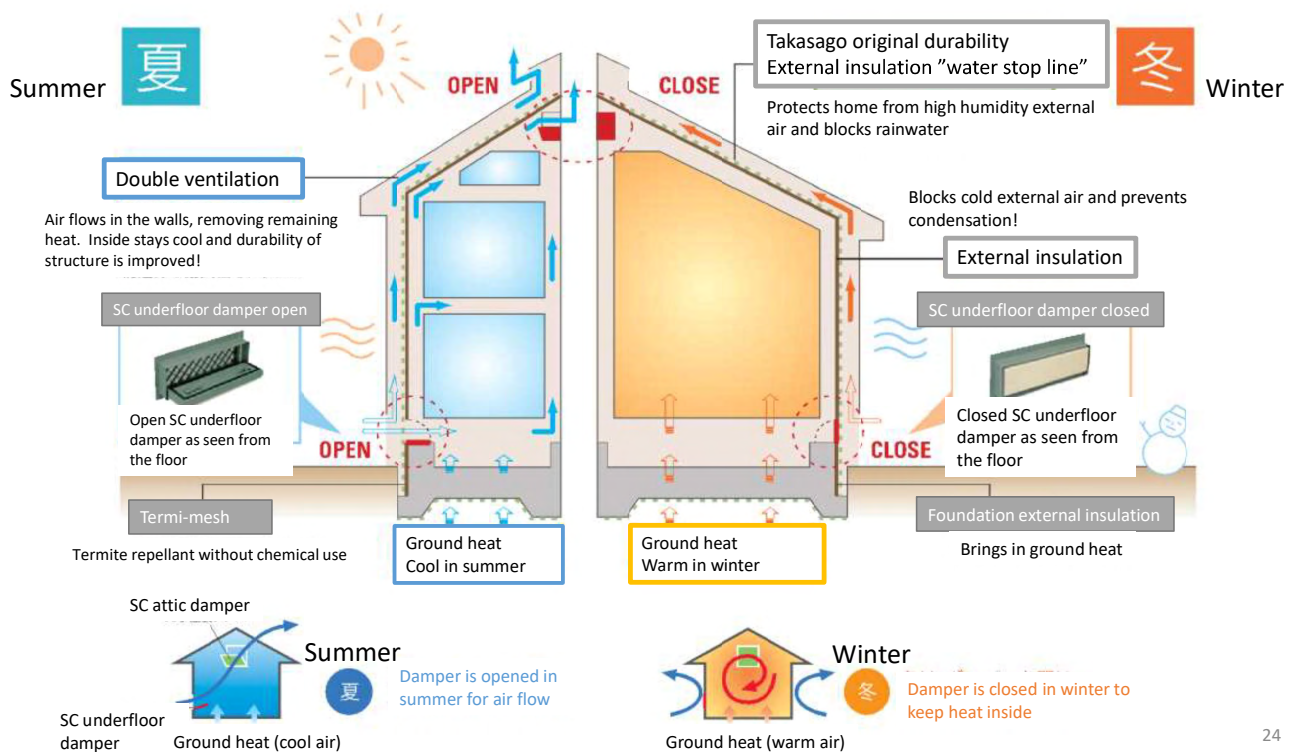 Summer
夏
OPEN
CLOSE
Takasago original durability
External insulation "water stop line"
冬
Winter
Protects home from high humidity external
air and blocks rainwater
Double ventilation
Air flows in the walls, removing remaining
heat.  Inside stays cool and durability of
structure is improved!
Blocks cold external air and prevents
condensation!
External insulation
SC underfloor damper open
SC underfloor damper closed
Open SC underfloor
damper as seen from
the floor
OPEN
Closed SC underfloor
damper as seen from
the floor
CLOSE
Termi-mesh
Termite repellant without chemical use
Ground heat
Cool in summer
Ground heat
Warm in winter
Foundation external insulation
Brings in ground heat
SC attic damper
Summer
夏
Damper is opened in
summer for air flow
SC underfloor
damper
Ground heat (cool air)
Winter
冬
Damper is closed in winter to
keep heat inside
Ground heat (warm air)
24